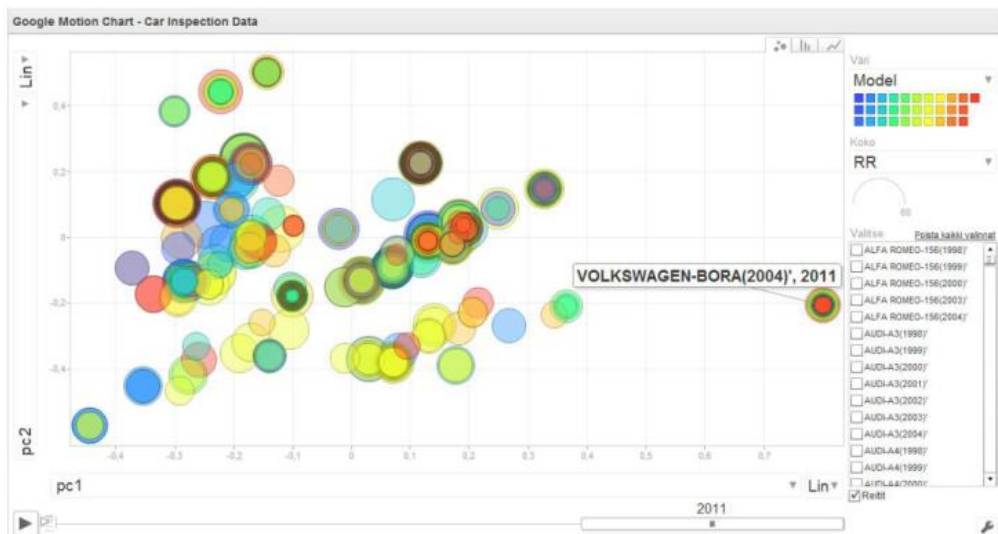 Google Motion Chart - Car Inspection Data
Lin
Väri
Model
0,4
Koko
RR
0,2
60
Valitse
Poista kaikki valinnat
0
ALFA ROMEO-156(1998)'
ALFA ROMEO-156(1999)'
VOLKSWAGEN-BORA(2004)', 2011
ALFA ROMEO-156(2000)'
-0,2
ALFA ROMEO-156(2003)'
ALFA ROMEO-156(2004)'
AUDI-A3(1998)'
AUDI-A3(1999)'
-0,4
AUDI-A3(2000)'
AUDI-A3(2001)'
AUDI-A3(2002)'
AUDI-A3(2003)'
pc2
AUDI-A3(2004)'
-0,4 -0,3 -0,2 -0,1 0 0,1 0,2 0,3 0,4 0,5 0,6 0,7
AUDI-A4(1998)'
AUDI-A4(1999)'
AUDI-A4(2000)'
pc1
Lin
Reitit
2011